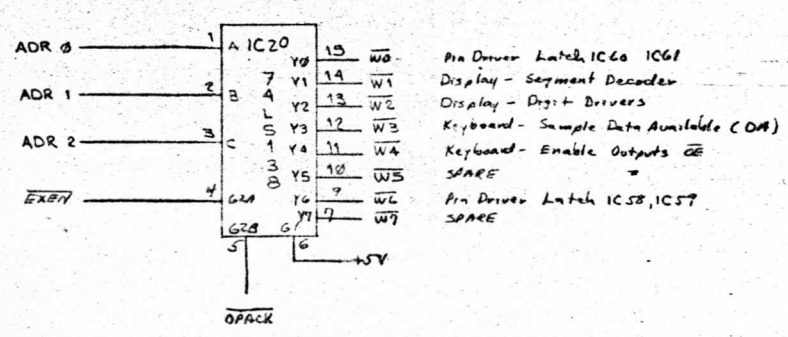 ADR 0 1 A IC20 Y0 15 W0 Pin Driver Latch IC60 IC61
Y1 14 W1 Display - Segment Decoder
ADR 1 2 B 74LS138 Y2 13 W2 Display - Digit Drivers
Y3 12 W3 Keyboard - Sample Data Available (DA)
ADR 2 3 C Y4 11 W4 Keyboard - Enable Outputs OE
Y5 10 W5 SPARE
EXEN 4 G2A Y6 9 W6 Pin Driver Latch IC58, IC59
Y7 7 W7 SPARE
G2B G1
5 6
+5V
OPACK